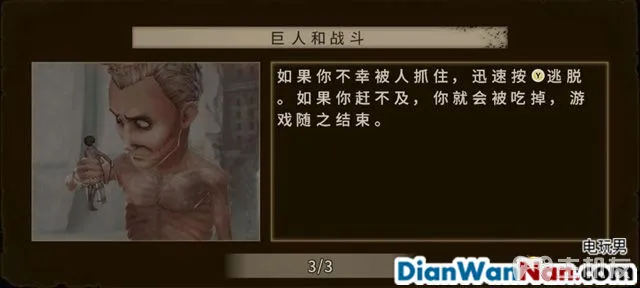 巨人和战斗
如果你不幸被人抓住，迅速按Y逃脱
。如果你赶不及，你就会被吃掉，游
戏随之结束。
3/3
电玩男
DianWanNan.com